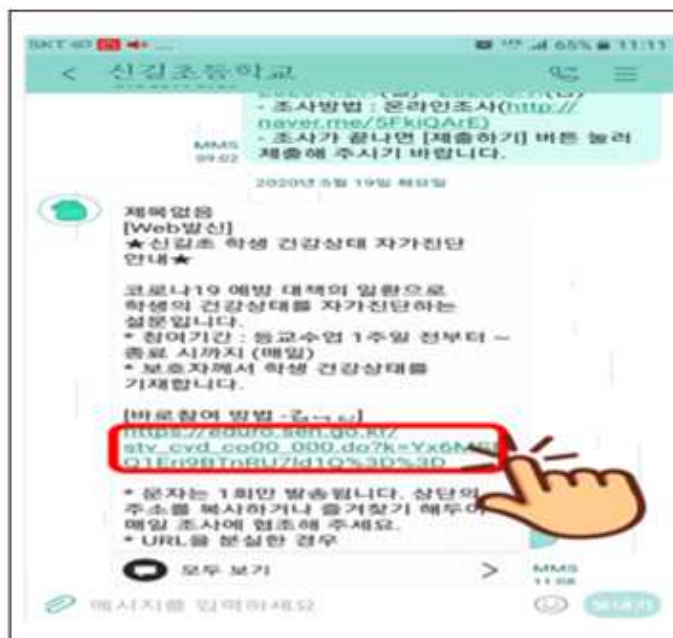 SKT
65% 11:11
< 신길초등학교
- 조사방법 : 온라인조사(http://
naver.me/5FkiQArE)
- 조사가 끝나면 [제출하기] 버튼 눌러
제출해 주시기 바랍니다.
MMS
09:02
2020년 5월 19일 화요일
제목없음
[Web발신]
★신길초 학생 건강상태 자가진단
안내★
코로나19 예방 대책의 일환으로
학생의 건강상태를 자가진단하는
설문입니다.
* 참여기간 : 등교수업 1주일 전부터 ~
종료 시까지 (매일)
* 보호자께서 학생 건강상태를
기재합니다.
[바로참여 방법
https://eduro.sen.go.kr/
stv_cvd_co00_000.do?k=Yx6M
Q1Eri9BTnRU7ld1Q%3D%3D
* 문자는 1회만 발송됩니다. 상단의
주소를 복사하거나 즐겨찾기 해두어
매일 조사에 협조해 주세요.
* URL을 분실한 경우
모두 보기 >
MMS
11:08
메시지를 입력하세요
보내기